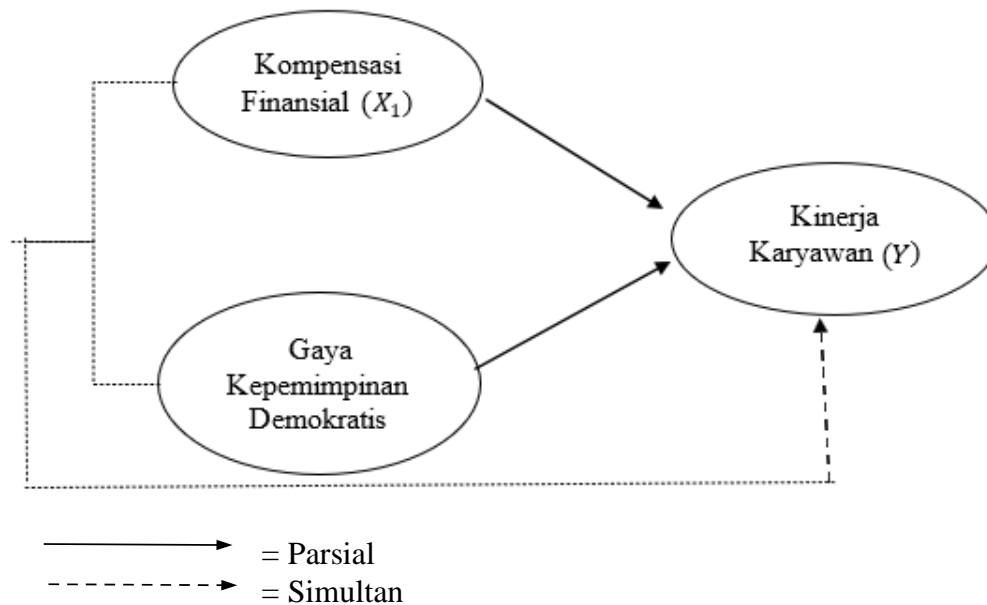 Kompensasi
Finansial (X₁)
Kinerja
Karyawan (Y)
Gaya
Kepemimpinan
Demokratis
= Parsial
= Simultan